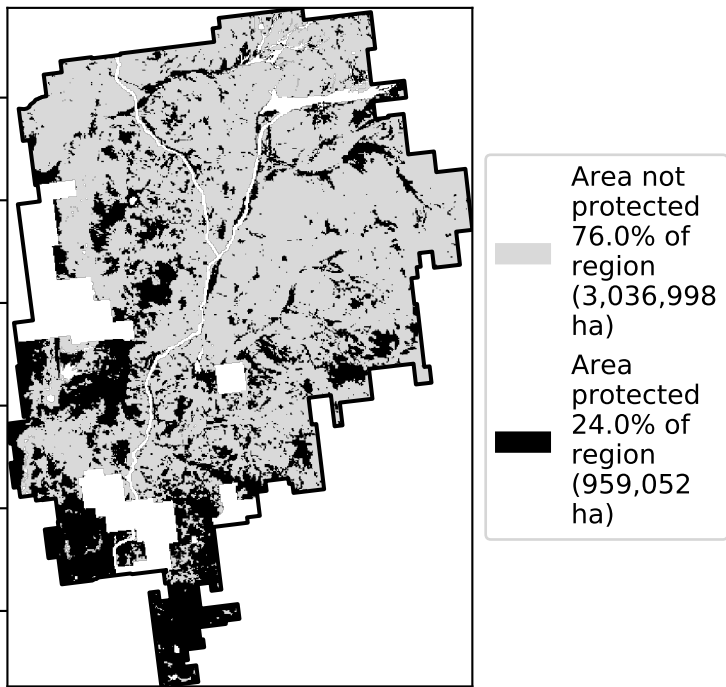 Area not
protected
76.0% of
region
(3,036,998
ha)
Area
protected
24.0% of
region
(959,052
ha)